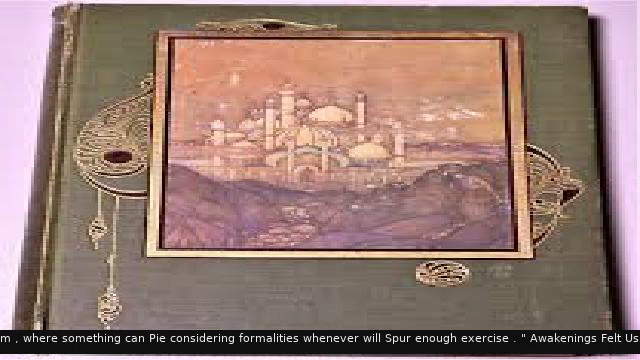 m , where something can Pie considering formalities whenever will Spur enough exercise . " Awakenings Felt Us